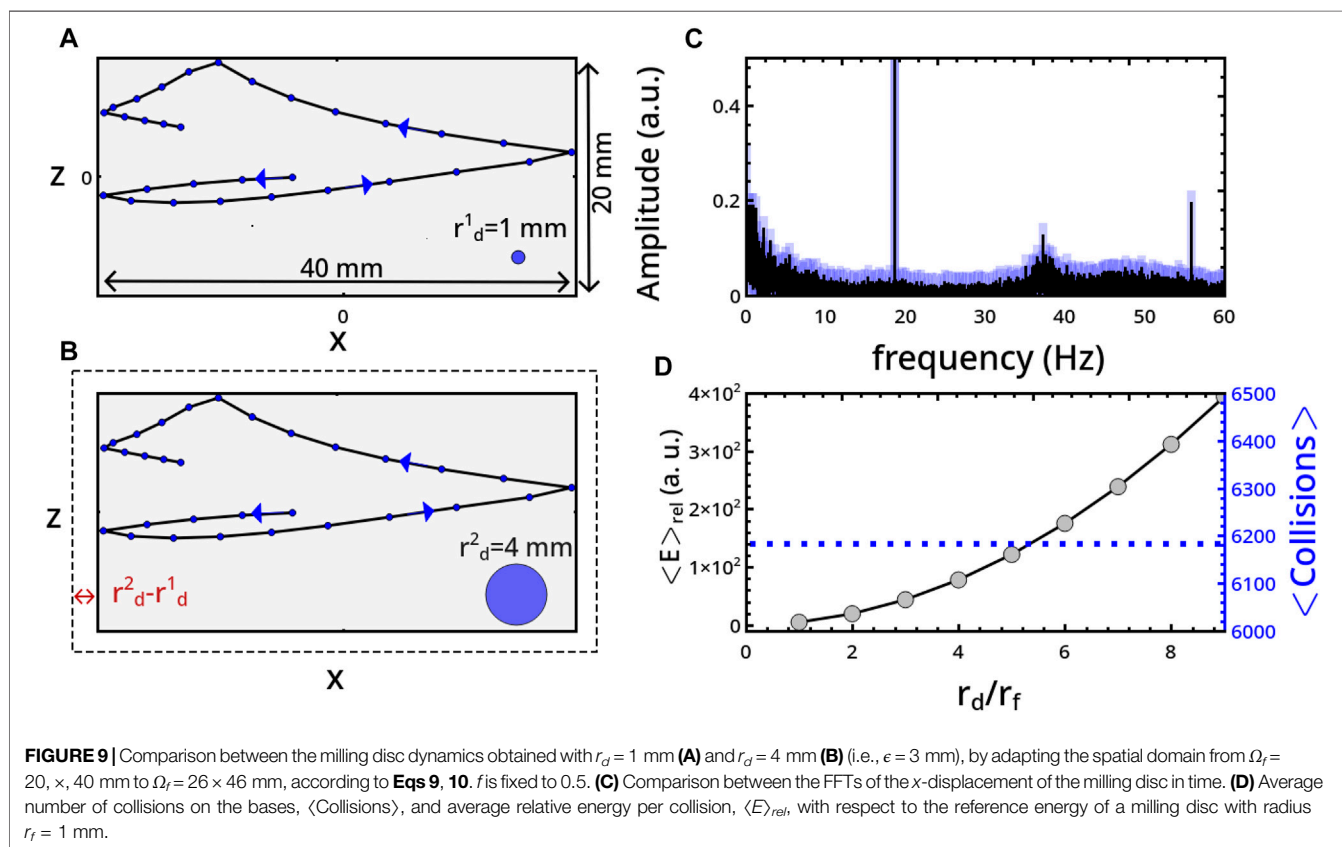 A
Z
0
20 mm
r¹d=1 mm
40 mm
0
X
B
Z
r²d=4 mm
r²d-r¹d
X
C
Amplitude (a.u.)
0.4
0.2
0
0 10 20 30 40 50 60
frequency (Hz)
D
<E>rel (a. u.)
4×10²
3×10²
2×10²
1×10²
0
0 2 4 6 8
rd/rf
6500
6400
6300
6200
6100
6000
<Collisions>
FIGURE 9 | Comparison between the milling disc dynamics obtained with rd = 1 mm (A) and rd = 4 mm (B) (i.e., ϵ = 3 mm), by adapting the spatial domain from Ωf =
20, ×, 40 mm to Ωf = 26 × 46 mm, according to Eqs 9, 10. f is fixed to 0.5. (C) Comparison between the FFTs of the x-displacement of the milling disc in time. (D) Average
number of collisions on the bases, ⟨Collisions⟩, and average relative energy per collision, ⟨E⟩rel, with respect to the reference energy of a milling disc with radius
rf = 1 mm.